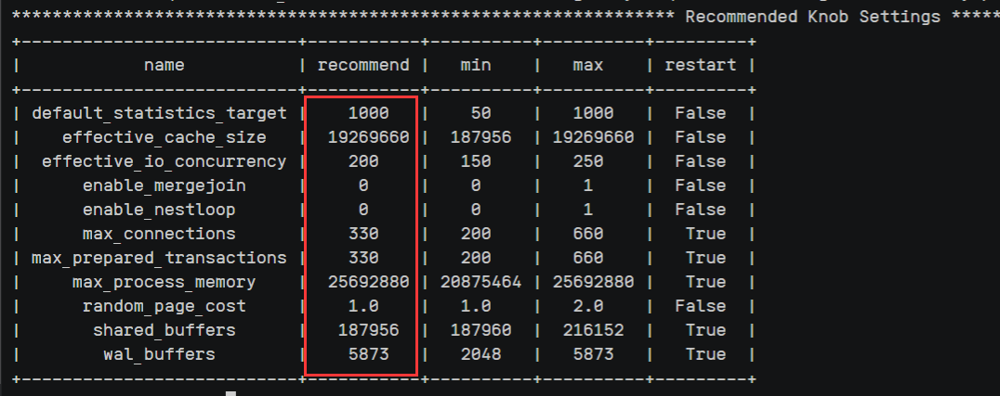 ****************************************************************** Recommended Knob Settings *****
+---------------------------+-----------+----------+----------+---------+
| name | recommend | min | max | restart |
+---------------------------+-----------+----------+----------+---------+
| default_statistics_target | 1000 | 50 | 1000 | False |
| effective_cache_size | 19269660 | 187956 | 19269660 | False |
| effective_io_concurrency | 200 | 150 | 250 | False |
| enable_mergejoin | 0 | 0 | 1 | False |
| enable_nestloop | 0 | 0 | 1 | False |
| max_connections | 330 | 200 | 660 | True |
| max_prepared_transactions | 330 | 200 | 660 | True |
| max_process_memory | 25692880 | 20875464 | 25692880 | True |
| random_page_cost | 1.0 | 1.0 | 2.0 | False |
| shared_buffers | 187956 | 187960 | 216152 | True |
| wal_buffers | 5873 | 2048 | 5873 | True |
+---------------------------+-----------+----------+----------+---------+